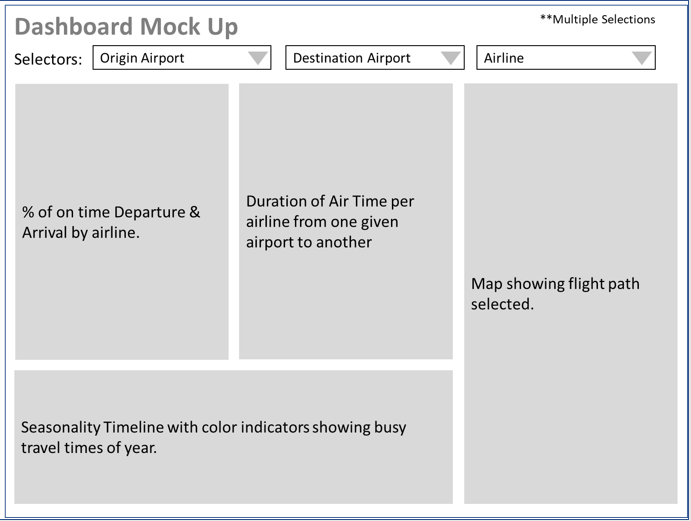 Dashboard Mock Up
**Multiple Selections
Selectors:
Origin Airport
Destination Airport
Airline
% of on time Departure &
Arrival by airline.
Duration of Air Time per
airline from one given
airport to another
Map showing flight path
selected.
Seasonality Timeline with color indicators showing busy
travel times of year.